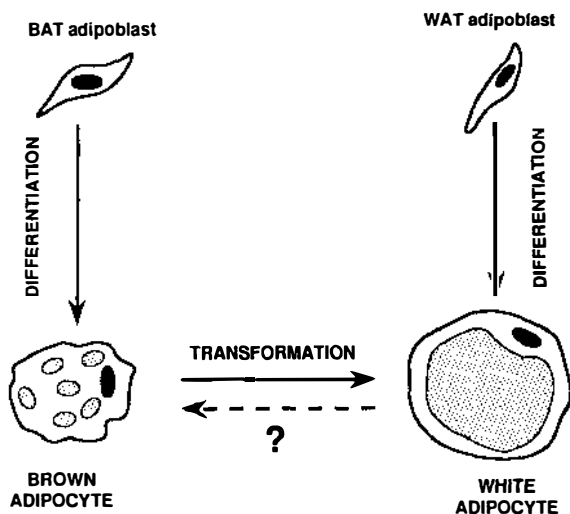 BAT adipoblast
WAT adipoblast
DIFFERENTIATION
DIFFERENTIATION
TRANSFORMATION
?
BROWN
ADIPOCYTE
WHITE
ADIPOCYTE